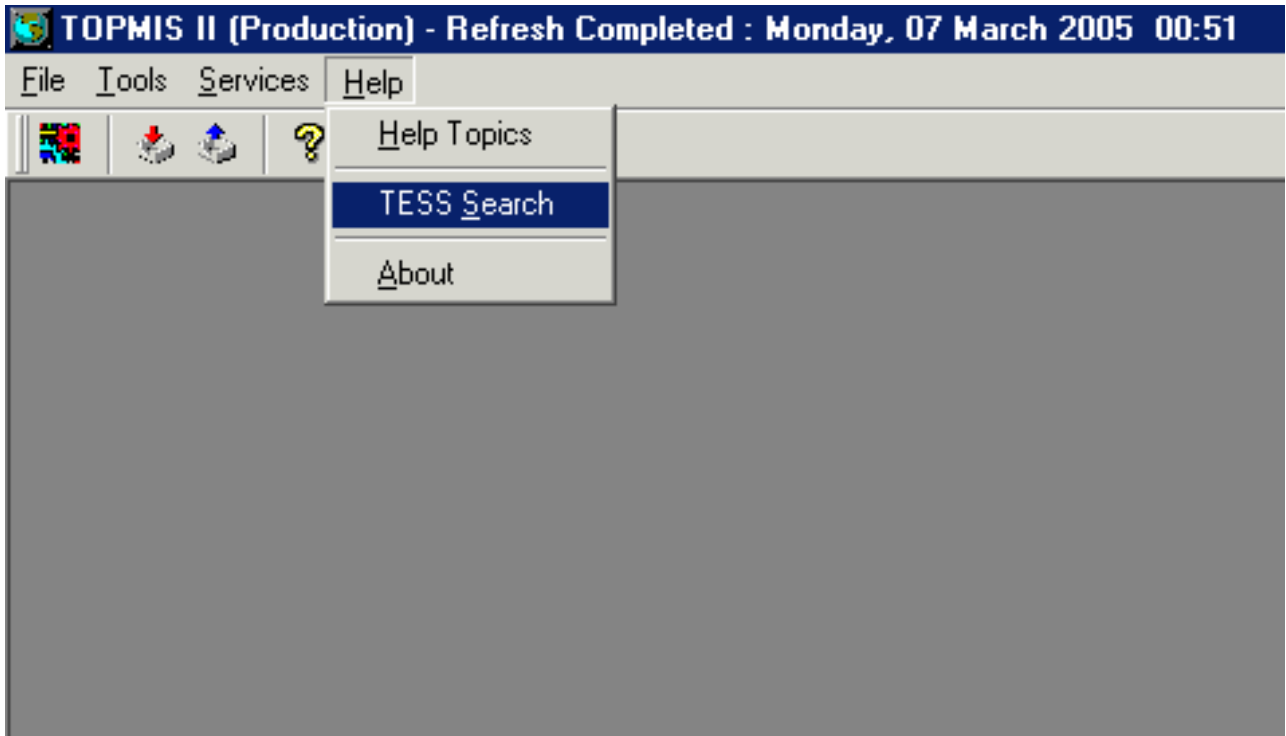 TOPMIS II (Production) - Refresh Completed : Monday, 07 March 2005 00:51
File Tools Services Help
Help Topics
TESS Search
About